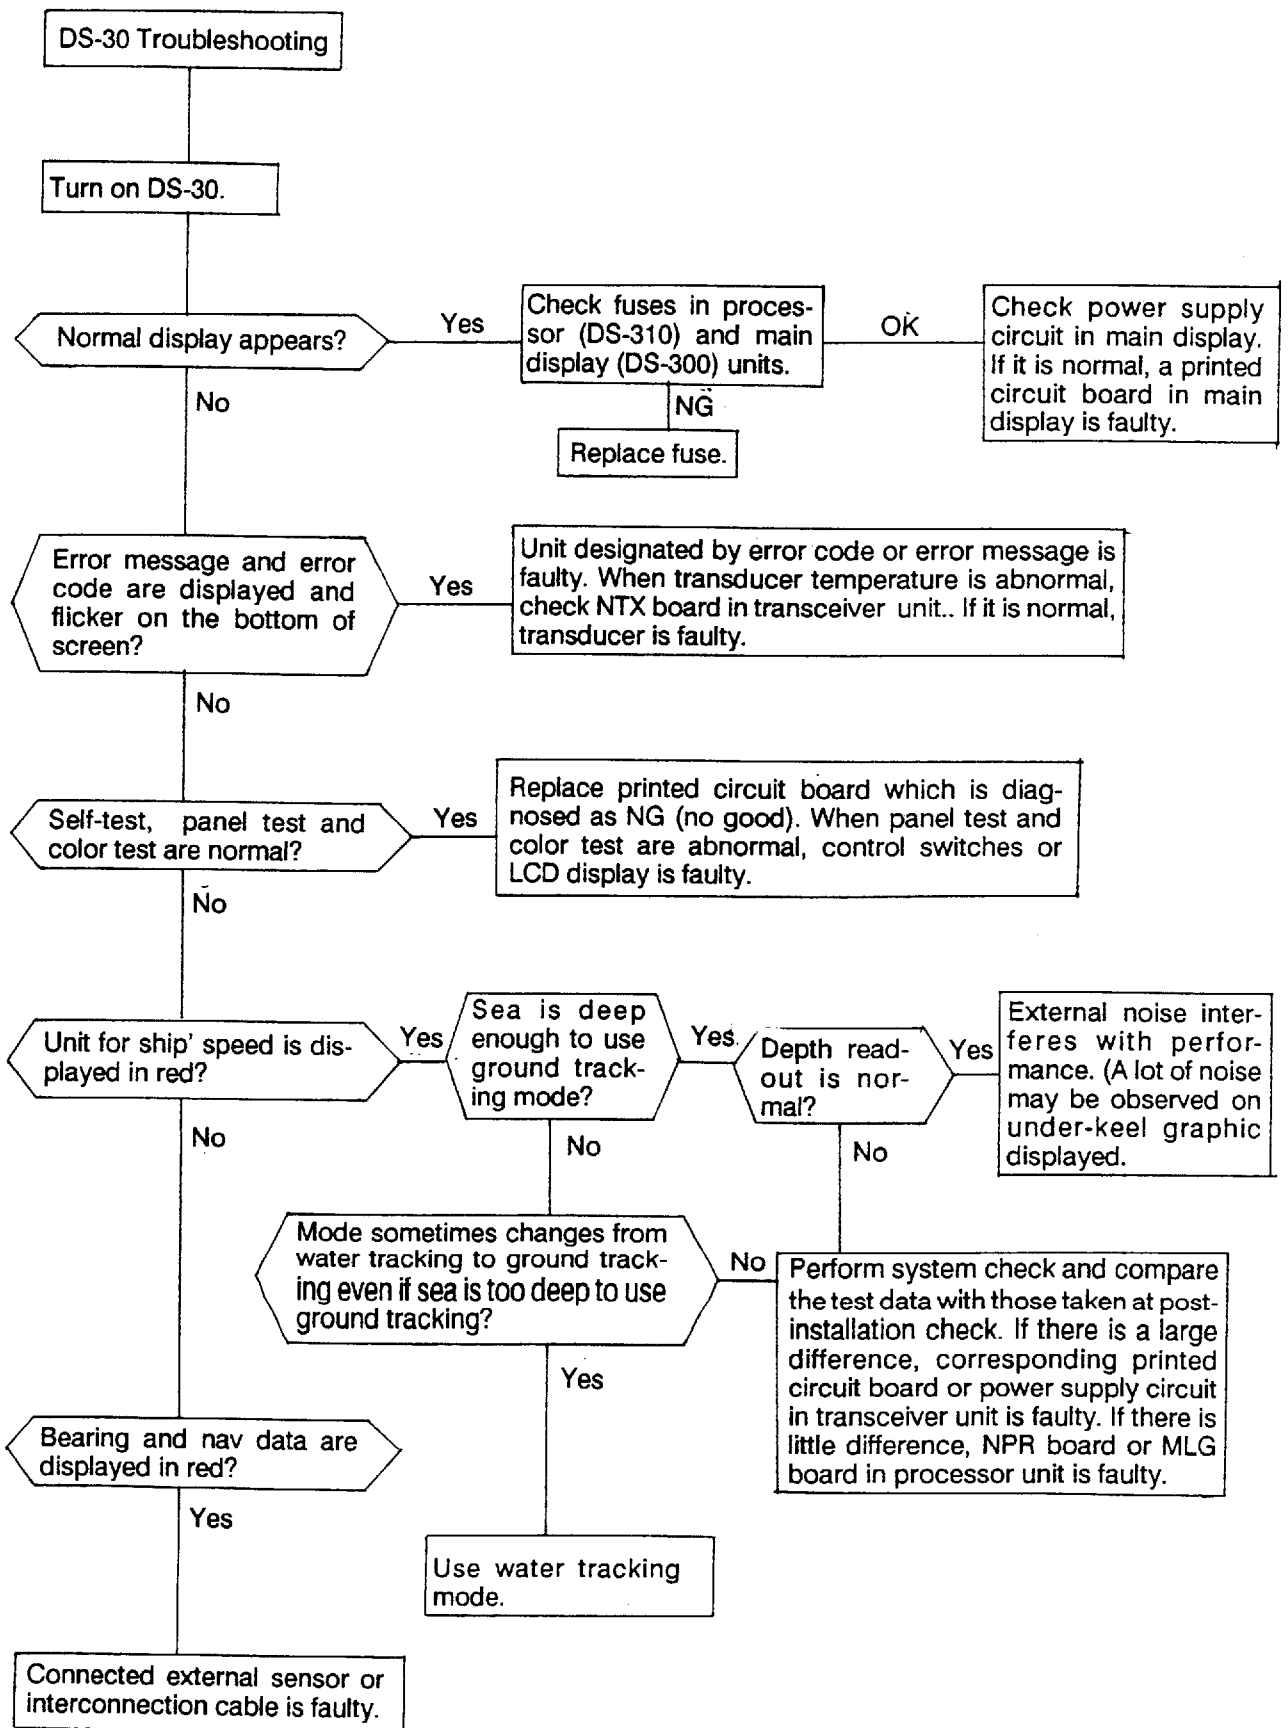 DS-30 Troubleshooting
Turn on DS-30.
Normal display appears?
Yes
Check fuses in proces-
sor (DS-310) and main
display (DS-300) units.
OK
Check power supply
circuit in main display.
If it is normal, a printed
circuit board in main
display is faulty.
No
NG
Replace fuse.
Error message and error
code are displayed and
flicker on the bottom of
screen?
Yes
Unit designated by error code or error message is
faulty. When transducer temperature is abnormal,
check NTX board in transceiver unit.. If it is normal,
transducer is faulty.
No
Self-test, panel test and
color test are normal?
Yes
Replace printed circuit board which is diag-
nosed as NG (no good). When panel test and
color test are abnormal, control switches or
LCD display is faulty.
No
Unit for ship' speed is dis-
played in red?
Yes
Sea is deep
enough to use
ground track-
ing mode?
Yes
Depth read-
out is nor-
mal?
Yes
External noise inter-
feres with perfor-
mance. (A lot of noise
may be observed on
under-keel graphic
displayed.
No
No
No
Mode sometimes changes from
water tracking to ground track-
ing even if sea is too deep to use
ground tracking?
No
Perform system check and compare
the test data with those taken at post-
installation check. If there is a large
difference, corresponding printed
circuit board or power supply circuit
in transceiver unit is faulty. If there is
little difference, NPR board or MLG
board in processor unit is faulty.
Yes
Bearing and nav data are
displayed in red?
Yes
Use water tracking
mode.
Connected external sensor or
interconnection cable is faulty.